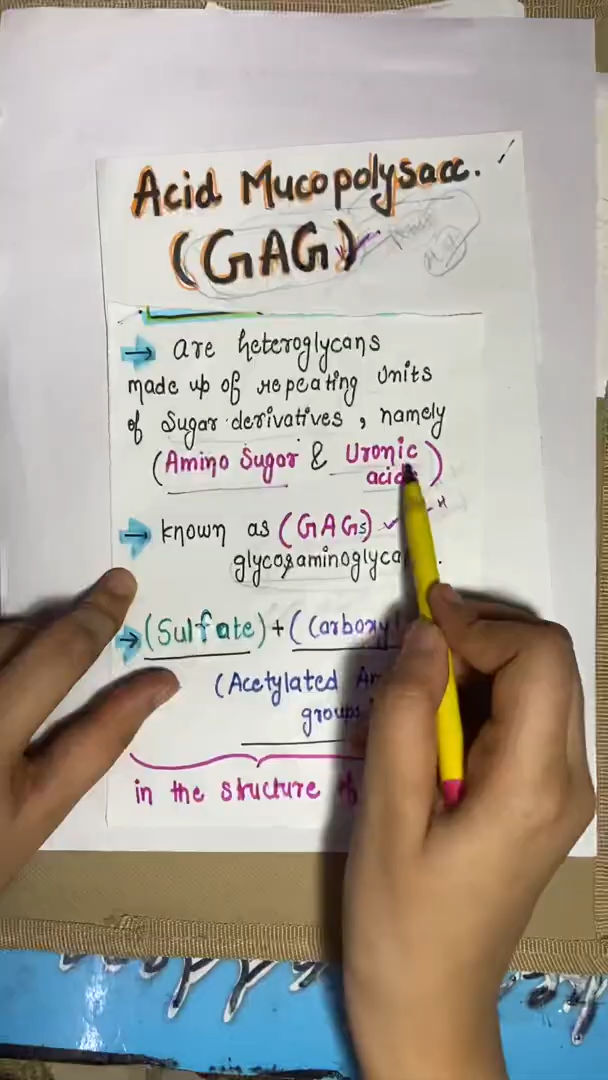 Acid Mucopolysacc.
(GAG)
are heteroglycans
made up of repeating units
of Sugar derivatives, namely
(Amino Sugar & Uronic
acid)
known as (GAGs)
glycosaminoglyca
(Sulfate) + (Carboxy
(Acetylated
groups
in the structure